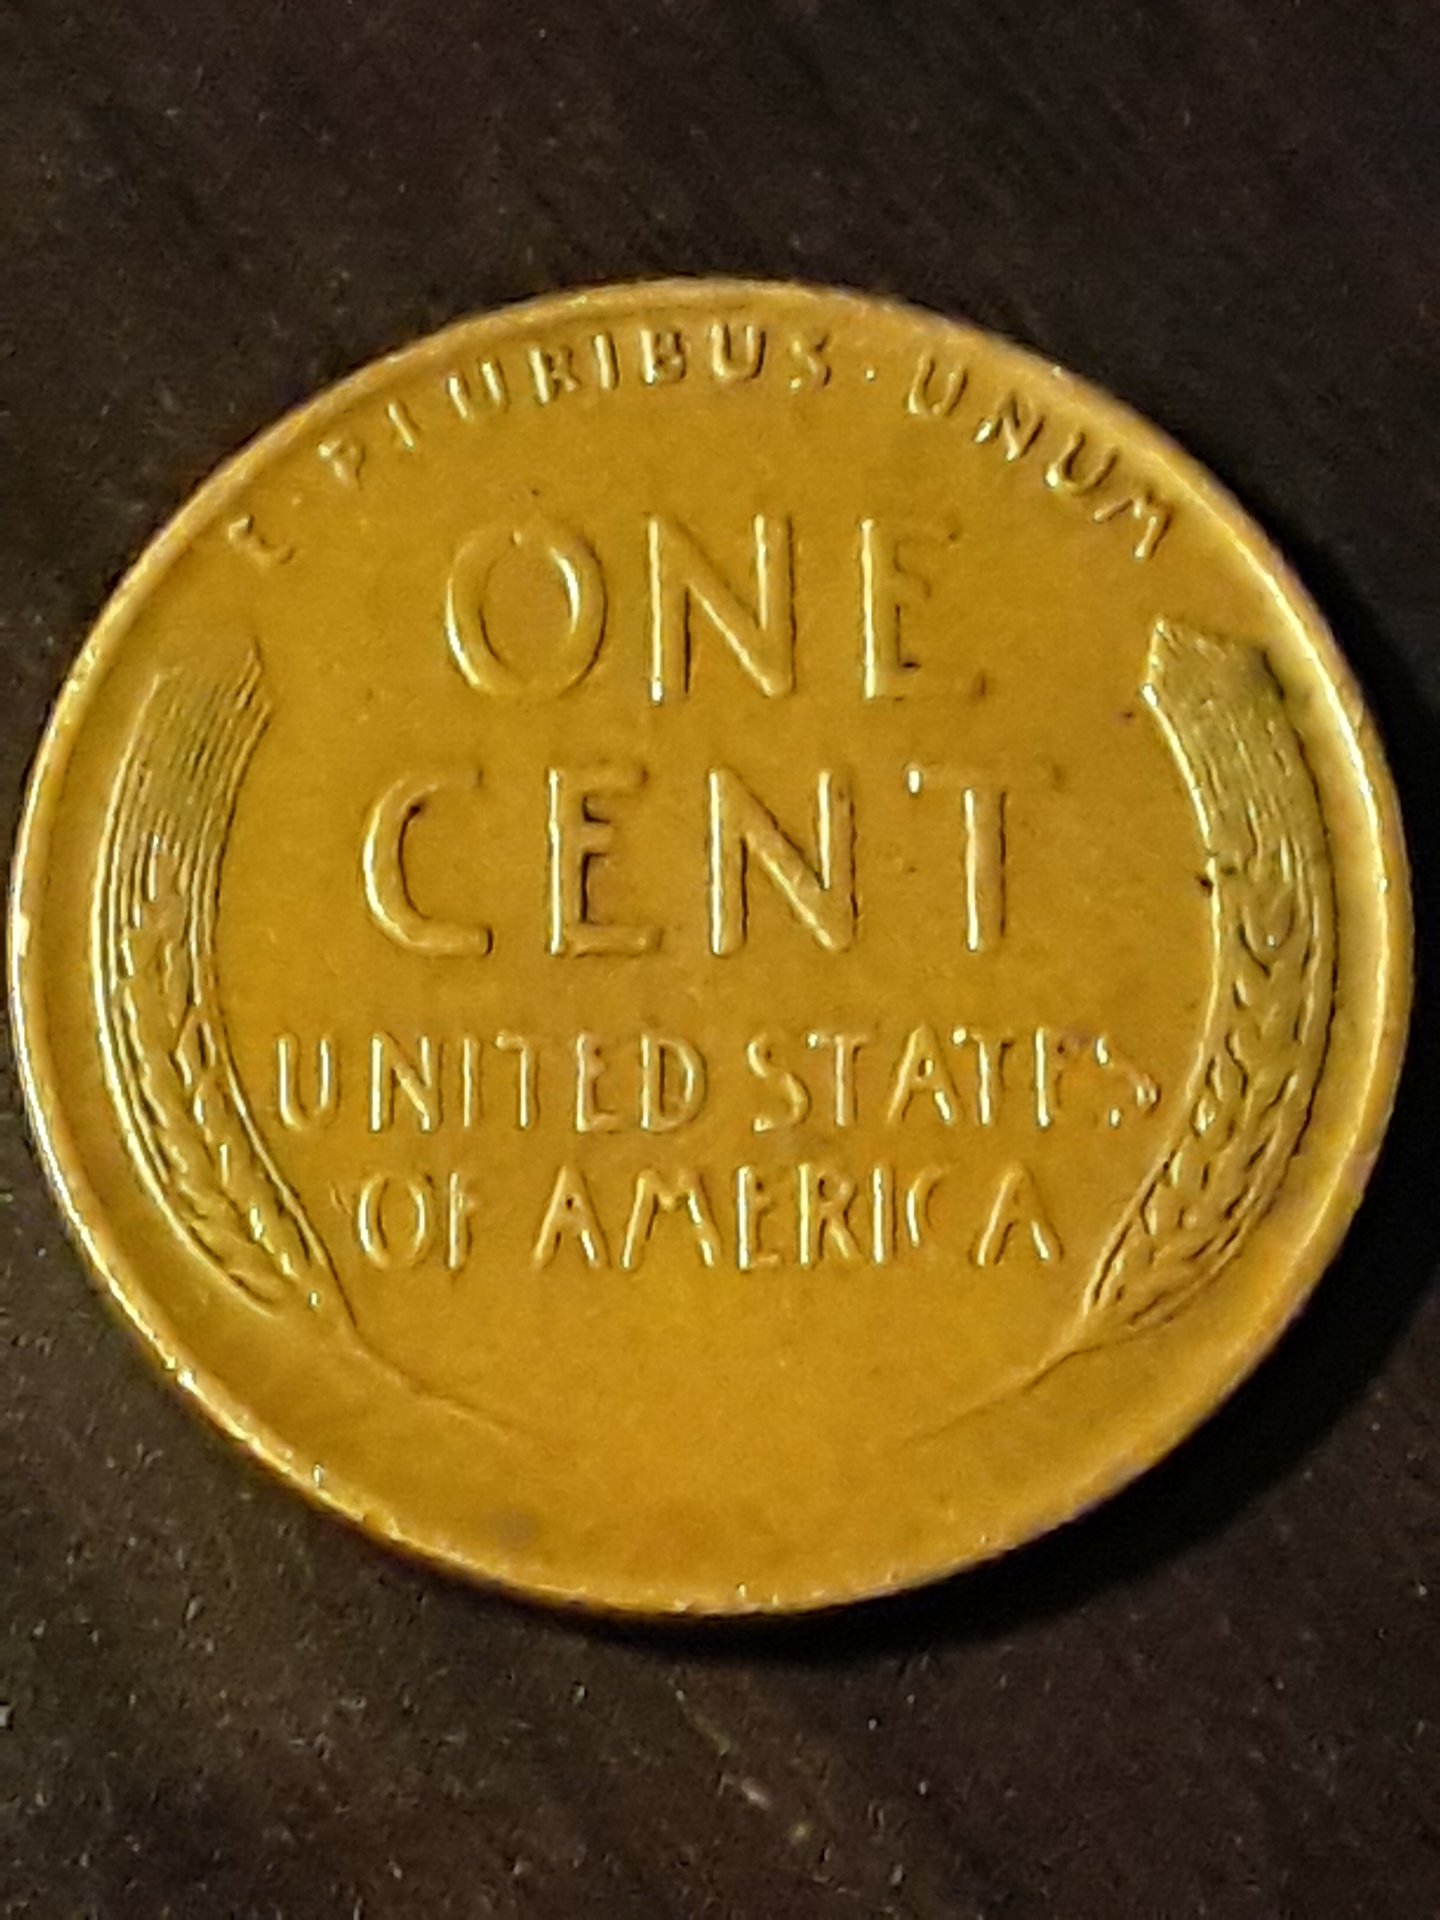 E · PLURIBUS · UNUM
ONE
CENT
UNITED STATES
OF AMERICA